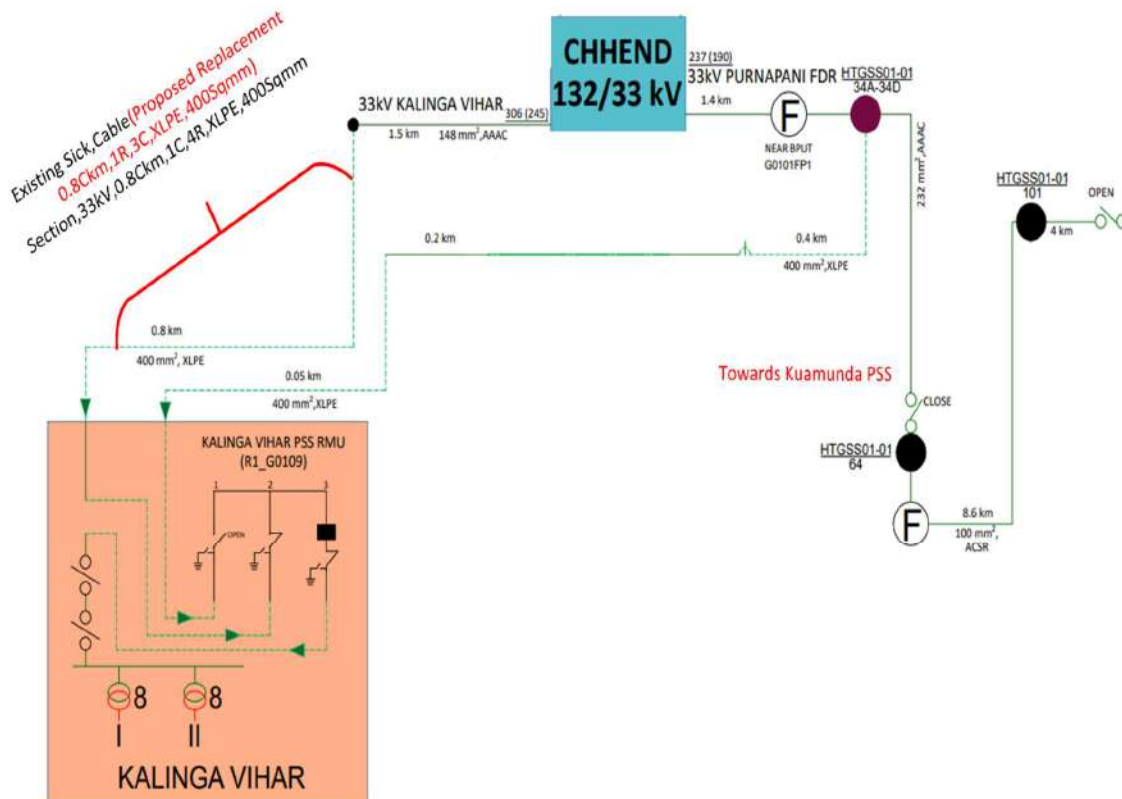 Existing Sick,Cable(Proposed Replacement
0.8Ckm,1R,3C,XLPE,400Sqmm)
Section,33kV,0.8Ckm,1C,4R,XLPE,400Sqmm
33kV KALINGA VIHAR
306 (245)
1.5 km
148 mm²,AAAC
CHHEND
132/33 kV
237 (190)
33kV PURNAPANI FDR
1.4 km
F
NEAR BPUT
G0101FP1
HTGSS01-01
34A-34D
232 mm²,AAAC
HTGSS01-01
101
OPEN
4 km
0.2 km
0.4 km
400 mm²,XLPE
0.8 km
400 mm², XLPE
0.05 km
400 mm²,XLPE
Towards Kuamunda PSS
CLOSE
HTGSS01-01
64
F
8.6 km
100 mm²,
ACSR
KALINGA VIHAR PSS RMU
(R1_G0109)
1 2 3
OPEN
8 8
I II
KALINGA VIHAR